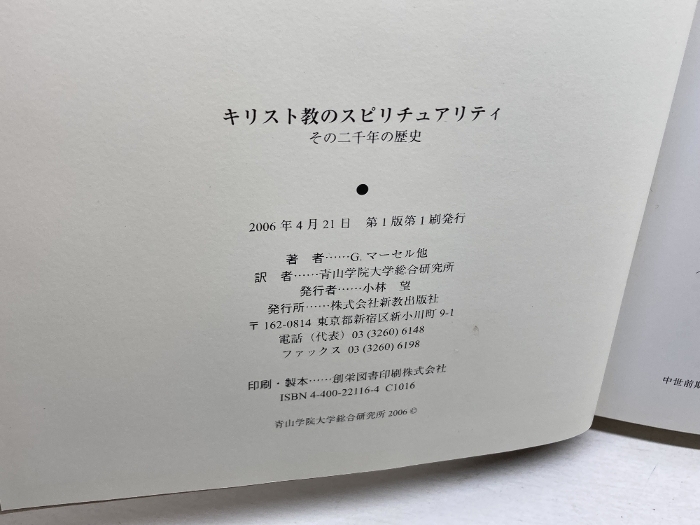 キリスト教のスピリチュアリティ
その二千年の歴史
●
2006年4月21日 第1版第1刷発行
著 者……G. マーセル他
訳 者……青山学院大学総合研究所
発行者……小林 望
発行所……株式会社新教出版社
〒162-0814 東京都新宿区新小川町9-1
電話（代表）03 (3260) 6148
ファックス 03 (3260) 6198
印刷・製本……創栄図書印刷株式会社
ISBN 4-400-22116-4 C1016
青山学院大学総合研究所 2006 ©
中世前期